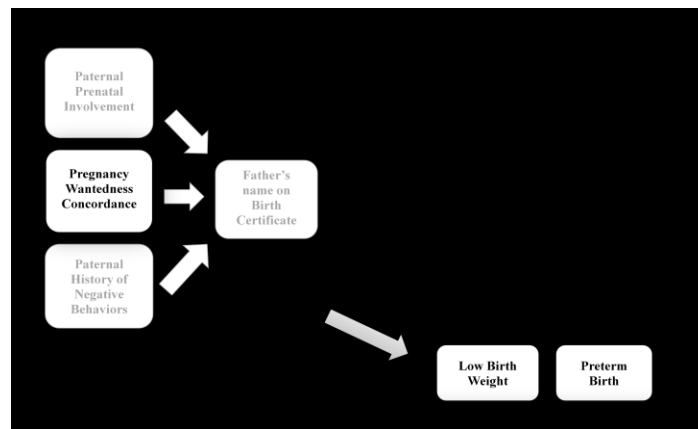 Paternal
Prenatal
Involvement
Pregnancy
Wantedness
Concordance
Paternal
History of
Negative
Behaviors
Father's
name on
Birth
Certificate
Low Birth
Weight
Preterm
Birth